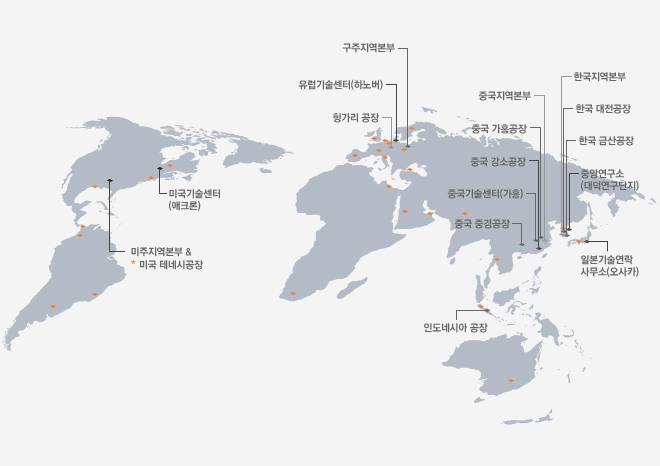 구주지역본부
유럽기술센터(하노버)
헝가리 공장
한국지역본부
중국지역본부
한국 대전공장
중국 가흥공장
한국 금산공장
중국 강소공장
중앙연구소
(대덕연구단지)
중국기술센터(가흥)
중국 중경공장
미국기술센터
(애크론)
미주지역본부 &
* 미국 테네시공장
일본기술연락
사무소(오사카)
인도네시아 공장